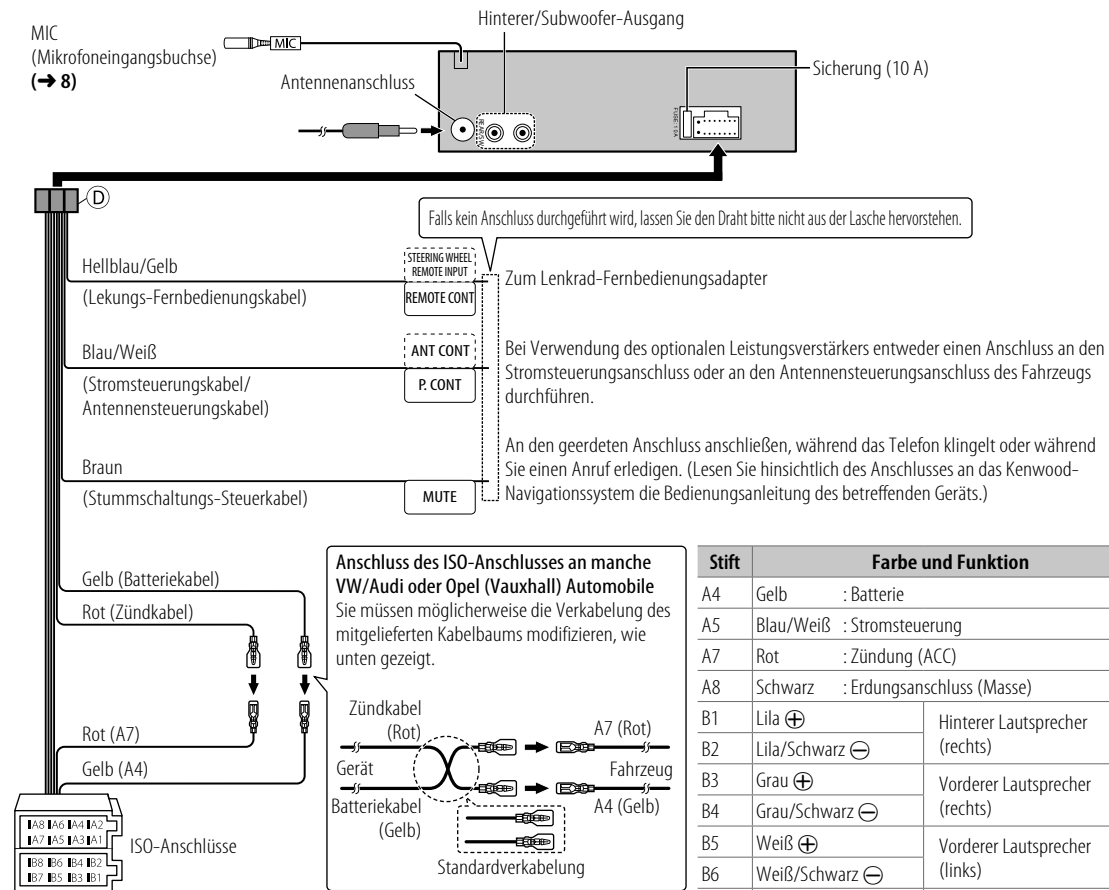 Hinterer/Subwoofer-Ausgang
MIC
(Mikrofoneingangsbuchse)
(➔ 8)
MIC
Antennenanschluss
Sicherung (10 A)
REAR/SW
FUSE 10A
D
Falls kein Anschluss durchgeführt wird, lassen Sie den Draht bitte nicht aus der Lasche hervorstehen.
Hellblau/Gelb
(Lekungs-Fernbedienungskabel)
STEERING WHEEL
REMOTE INPUT
REMOTE CONT
Zum Lenkrad-Fernbedienungsadapter
Blau/Weiß
(Stromsteuerungskabel/
Antennensteuerungskabel)
ANT CONT
P. CONT
Bei Verwendung des optionalen Leistungsverstärkers entweder einen Anschluss an den
Stromsteuerungsanschluss oder an den Antennensteuerungsanschluss des Fahrzeugs
durchführen.
Braun
(Stummschaltungs-Steuerkabel)
MUTE
An den geerdeten Anschluss anschließen, während das Telefon klingelt oder während
Sie einen Anruf erledigen. (Lesen Sie hinsichtlich des Anschlusses an das Kenwood-
Navigationssystem die Bedienungsanleitung des betreffenden Geräts.)
Gelb (Batteriekabel)
Rot (Zündkabel)
Rot (A7)
Gelb (A4)
A8 A6 A4 A2
A7 A5 A3 A1
B8 B6 B4 B2
B7 B5 B3 B1
ISO-Anschlüsse
Anschluss des ISO-Anschlusses an manche
VW/Audi oder Opel (Vauxhall) Automobile
Sie müssen möglicherweise die Verkabelung des
mitgelieferten Kabelbaums modifizieren, wie
unten gezeigt.
Zündkabel
(Rot)
A7 (Rot)
Gerät
Fahrzeug
Batteriekabel
(Gelb)
A4 (Gelb)
Standardverkabelung
Stift Farbe und Funktion
A4 Gelb : Batterie
A5 Blau/Weiß : Stromsteuerung
A7 Rot : Zündung (ACC)
A8 Schwarz : Erdungsanschluss (Masse)
B1 Lila ⊕ Hinterer Lautsprecher
B2 Lila/Schwarz ⊖ (rechts)
B3 Grau ⊕ Vorderer Lautsprecher
B4 Grau/Schwarz ⊖ (rechts)
B5 Weiß ⊕ Vorderer Lautsprecher
B6 Weiß/Schwarz ⊖ (links)